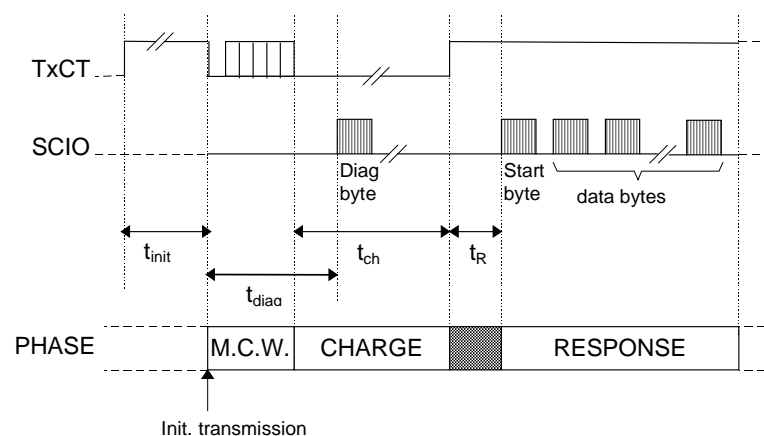 TxCT
SCIO
Diag
byte
Start
byte
data bytes
tinit
tch
tR
tdiag
PHASE
M.C.W.
CHARGE
RESPONSE
Init. transmission